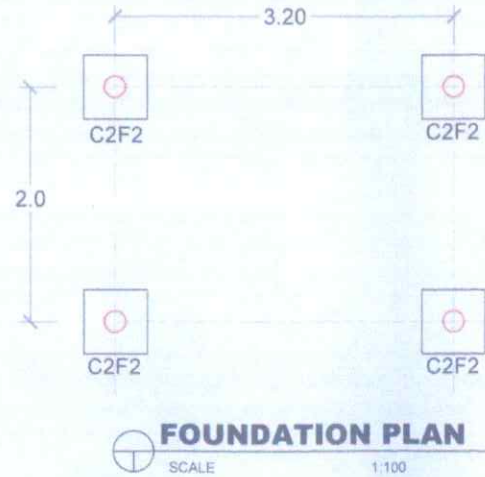 3.20
C2F2 C2F2
2.0
C2F2 C2F2
FOUNDATION PLAN
SCALE 1:100